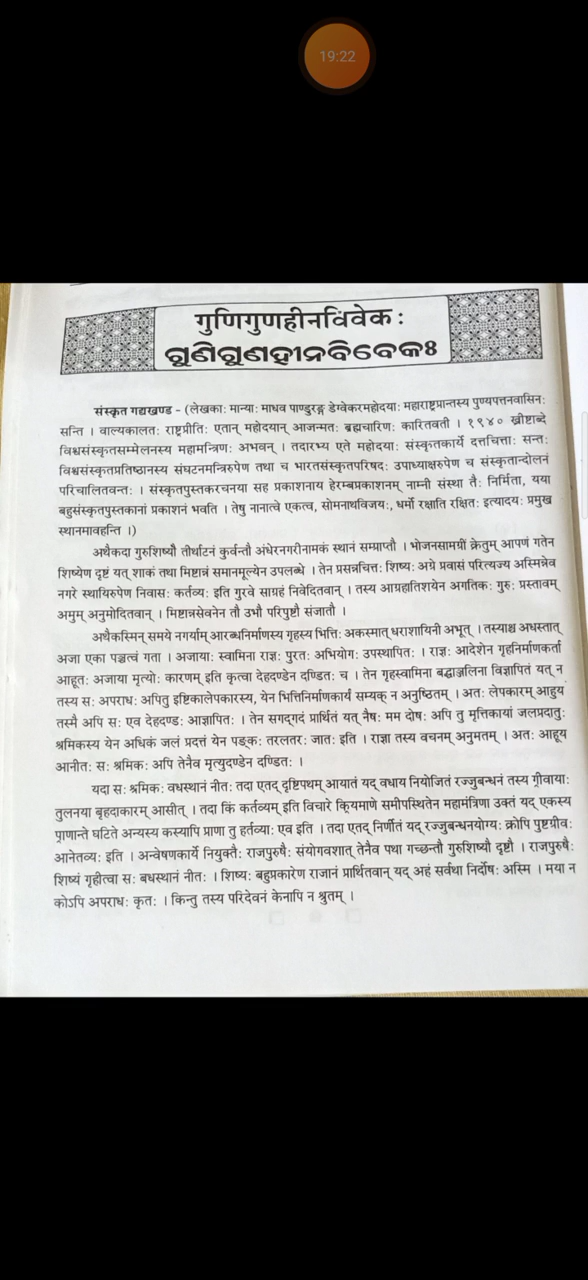 19:22
गुणिगुणहीनविवेकः
ଗୁଣିଗୁଣହୀନବିବେକଃ
संस्कृत गद्यखण्ड - (लेखकाः मान्याः माधव पाण्डुरङ्ग डेग्वेकरमहोदयाः महाराष्ट्रप्रान्तस्य पुण्यपत्तनवासिनः
सन्ति । वाल्यकालतः राष्ट्रप्रीतिः एतान् महोदयान् आजन्मतः ब्रह्मचारिणः कारितवती । १९४० ख्रीष्टाब्दे
विश्वसंस्कृतसम्मेलनस्य महामन्त्रिणः अभवन् । तदारभ्य एते महोदयाः संस्कृतकार्ये दत्तचित्ताः सन्तः
विश्वसंस्कृतप्रतिष्ठानस्य संघटनमन्त्रिरुपेण तथा च भारतसंस्कृतपरिषदः उपाध्याक्षरुपेण च संस्कृतान्दोलनं
परिचालितवन्तः । संस्कृतपुस्तकरचनया सह प्रकाशनाय हेरम्बप्रकाशनम् नाम्नी संस्था तैः निर्मिता, यया
बहुसंस्कृतपुस्तकानां प्रकाशनं भवति । तेषु नानात्वे एकत्व, सोमनाथविजयः, धर्मो रक्षाति रक्षितः इत्यादयः प्रमुख
स्थानमावहन्ति ।)
अथैकदा गुरुशिष्यौ तीर्थाटनं कुर्वन्तौ अंधेरनगरीनामकं स्थानं सम्प्राप्तौ । भोजनसामग्रीं क्रेतुम् आपणं गतेन
शिष्येण दृष्टं यत् शाकं तथा मिष्टान्नं समानमूल्येन उपलब्धे । तेन प्रसन्नचित्तः शिष्यः अग्रे प्रवासं परित्यज्य अस्मिन्नेव
नगरे स्थायिरुपेण निवासः कर्तव्यः इति गुरवे साग्रहं निवेदितवान् । तस्य आग्रहातिशयेन अगतिकः गुरुः प्रस्तावम्
अमुम् अनुमोदितवान् । मिष्टान्नसेवनेन तौ उभौ परिपुष्टौ संजातौ ।
अथैकस्मिन् समये नगर्याम् आरब्धनिर्माणस्य गृहस्य भित्तिः अकस्मात् धराशायिनी अभूत् । तस्याश्च अधस्तात्
अजा एका पञ्चत्वं गता । अजायाः स्वामिना राज्ञः पुरतः अभियोगः उपस्थापितः । राज्ञः आदेशेन गृहनिर्माणकर्ता
आहूतः अजाया मृत्योः कारणम् इति कृत्वा देहदण्डेन दण्डितः च । तेन गृहस्वामिना बद्धाञ्जलिना विज्ञापितं यत् न
तस्य सः अपराधः अपितु इष्टिकालेपकारस्य, येन भित्तिनिर्माणकार्यं सम्यक् न अनुष्ठितम् । अतः लेपकारम् आहुय
तस्मै अपि सः एव देहदण्डः आज्ञापितः । तेन सगद्गदं प्रार्थितं यत् नैषः मम दोषः अपि तु मृत्तिकायां जलप्रदातुः
श्रमिकस्य येन अधिकं जलं प्रदत्तं येन पङ्कः तरलतरः जातः इति । राज्ञा तस्य वचनम् अनुमतम् । अतः आहूय
आनीतः सः श्रमिकः अपि तेनैव मृत्युदण्डेन दण्डितः ।
यदा सः श्रमिकः वधस्थानं नीतः तदा एतद् दृष्टिपथम् आयातं यद् वधाय नियोजितं रज्जुबन्धनं तस्य ग्रीवायाः
तुलनया बृहदाकारम् आसीत् । तदा किं कर्तव्यम् इति विचारे क्रियमाणे समीपस्थितेन महामंत्रिणा उक्तं यद् एकस्य
प्राणान्ते घटिते अन्यस्य कस्यापि प्राणा तु हर्तव्याः एव इति । तदा एतद् निर्णीतं यद् रज्जुबन्धनयोग्यः क्रोपि पुष्टग्रीवः
आनेतव्यः इति । अन्वेषणकार्ये नियुक्तैः राजपुरुषैः संयोगवशात् तेनैव पथा गच्छन्तौ गुरुशिष्यौ दृष्टौ । राजपुरुषैः
शिष्यं गृहीत्वा सः बधस्थानं नीतः । शिष्यः बहुप्रकारेण राजानं प्रार्थितवान् यद् अहं सर्वथा निर्दोषः अस्मि । मया न
कोऽपि अपराधः कृतः । किन्तु तस्य परिदेवनं केनापि न श्रुतम् ।